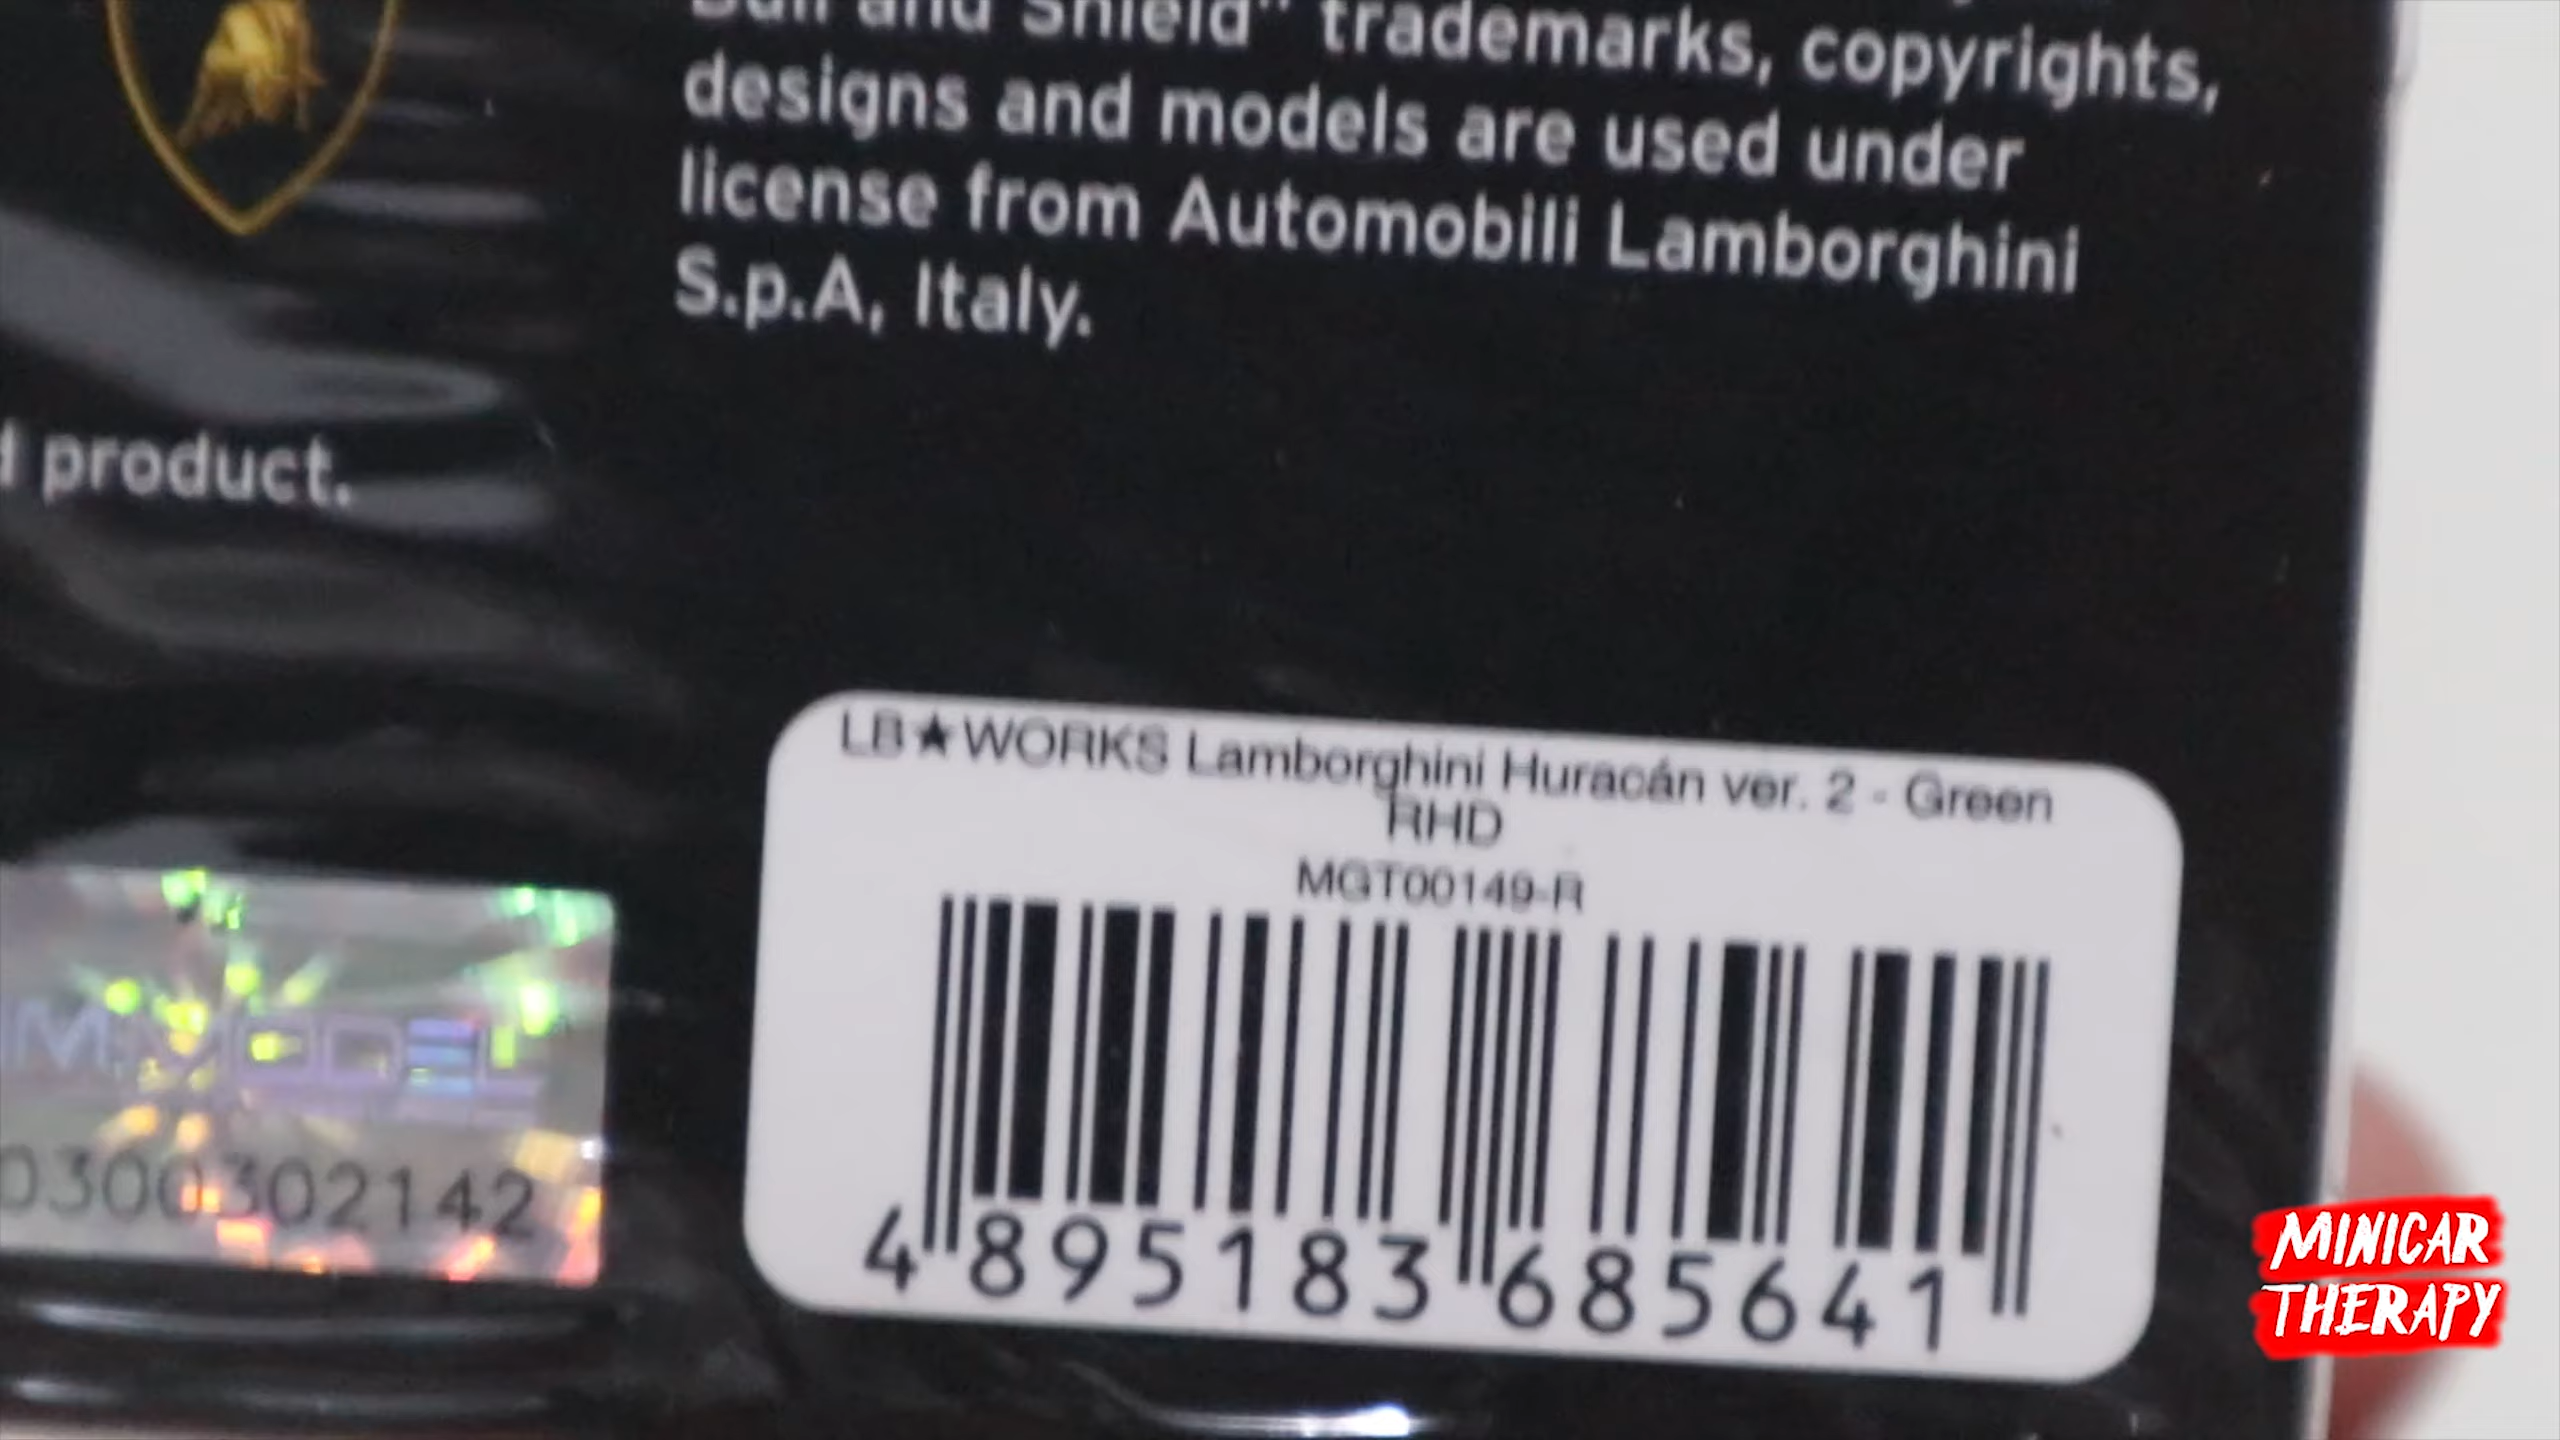 Bull and Shield" trademarks, copyrights,
designs and models are used under
license from Automobili Lamborghini
S.p.A, Italy.
product.
LB★WORKS Lamborghini Huracán ver. 2 - Green
RHD
MGT00149-R
4 895183 685641
MODEL
0300302142
MINICAR
THERAPY